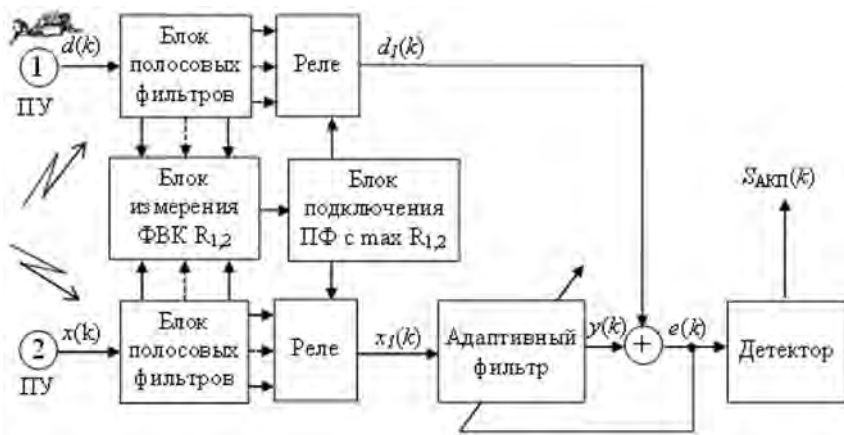 d(k)
1
ПУ
Блок
полосовых
фильтров
Реле
d₁(k)
Блок
измерения
ФВК R₁,₂
Блок
подключения
ПФ с max R₁,₂
S_АКП(k)
2
ПУ
x(k)
Блок
полосовых
фильтров
Реле
x₁(k)
Адаптивный
фильтр
y(k)
+
e(k)
Детектор